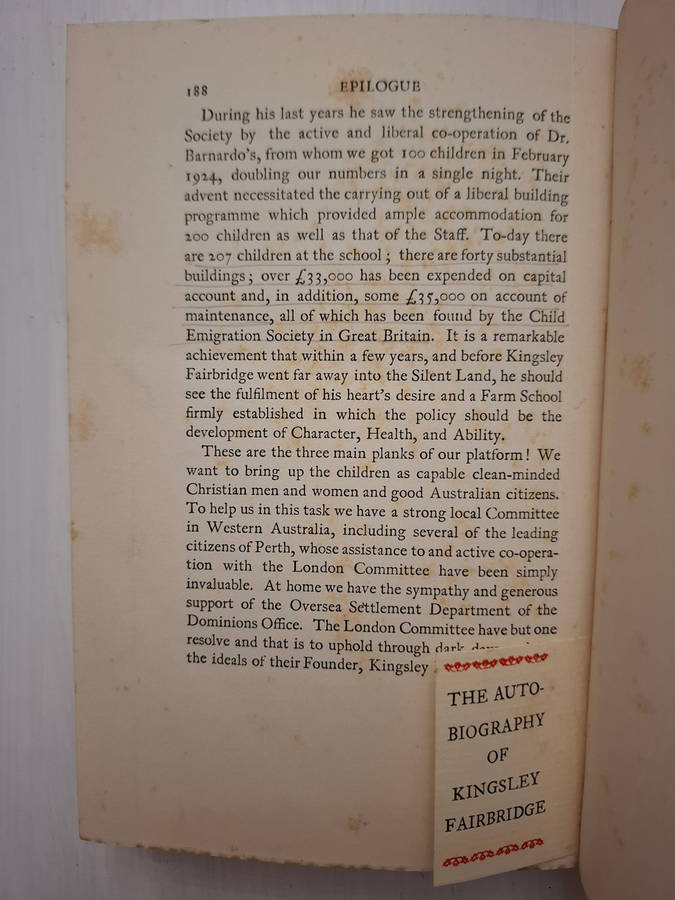 188 EPILOGUE
During his last years he saw the strengthening of the
Society by the active and liberal co-operation of Dr.
Barnardo's, from whom we got 100 children in February
1924, doubling our numbers in a single night. Their
advent necessitated the carrying out of a liberal building
programme which provided ample accommodation for
200 children as well as that of the Staff. To-day there
are 207 children at the school ; there are forty substantial
buildings ; over £33,000 has been expended on capital
account and, in addition, some £35,000 on account of
maintenance, all of which has been found by the Child
Emigration Society in Great Britain. It is a remarkable
achievement that within a few years, and before Kingsley
Fairbridge went far away into the Silent Land, he should
see the fulfilment of his heart's desire and a Farm School
firmly established in which the policy should be the
development of Character, Health, and Ability.
These are the three main planks of our platform! We
want to bring up the children as capable clean-minded
Christian men and women and good Australian citizens.
To help us in this task we have a strong local Committee
in Western Australia, including several of the leading
citizens of Perth, whose assistance to and active co-opera-
tion with the London Committee have been simply
invaluable. At home we have the sympathy and generous
support of the Oversea Settlement Department of the
Dominions Office. The London Committee have but one
resolve and that is to uphold through dark
the ideals of their Founder, Kingsley
THE AUTO-
BIOGRAPHY
OF
KINGSLEY
FAIRBRIDGE